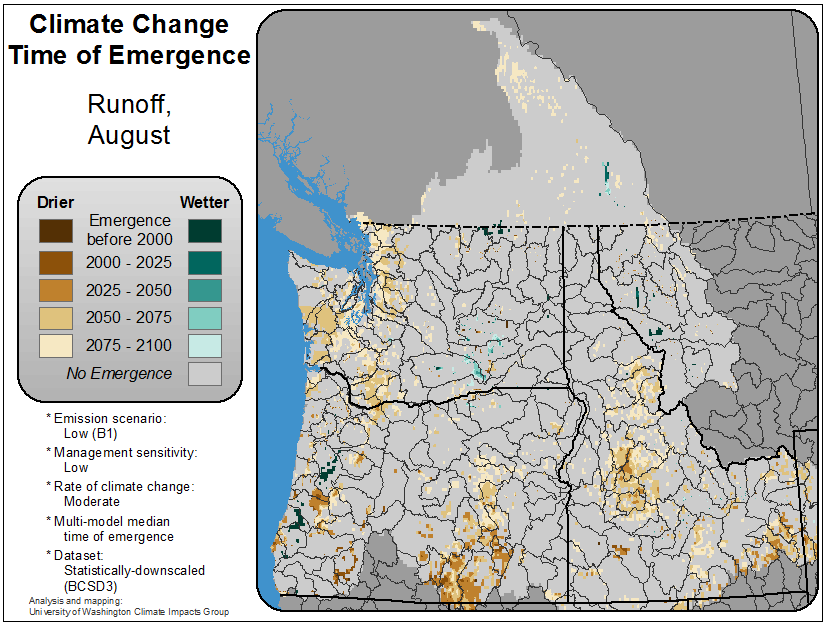 Climate Change
Time of Emergence
Runoff,
August
Drier
Wetter
Emergence
before 2000
2000 - 2025
2025 - 2050
2050 - 2075
2075 - 2100
No Emergence
* Emission scenario:
Low (B1)
* Management sensitivity:
Low
* Rate of climate change:
Moderate
* Multi-model median
time of emergence
* Dataset:
Statistically-downscaled
(BCSD3)
Analysis and mapping:
University of Washington Climate Impacts Group